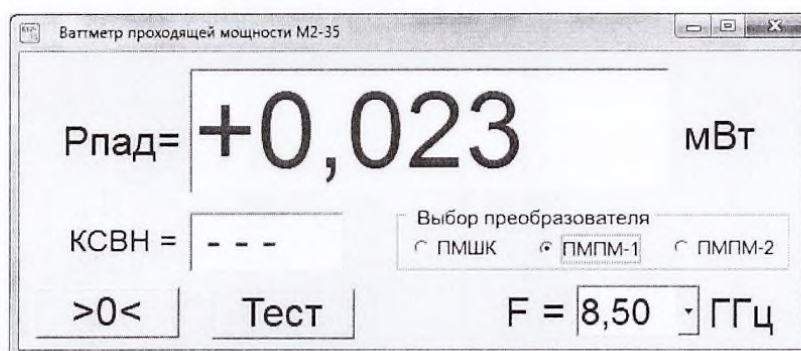 Ваттметр проходящей мощности М2-35
Рпад= +0,023 мВт
КСВН = - - -
Выбор преобразователя
ПМШК ПМПМ-1 ПМПМ-2
>0< Тест F = 8,50 ГГц